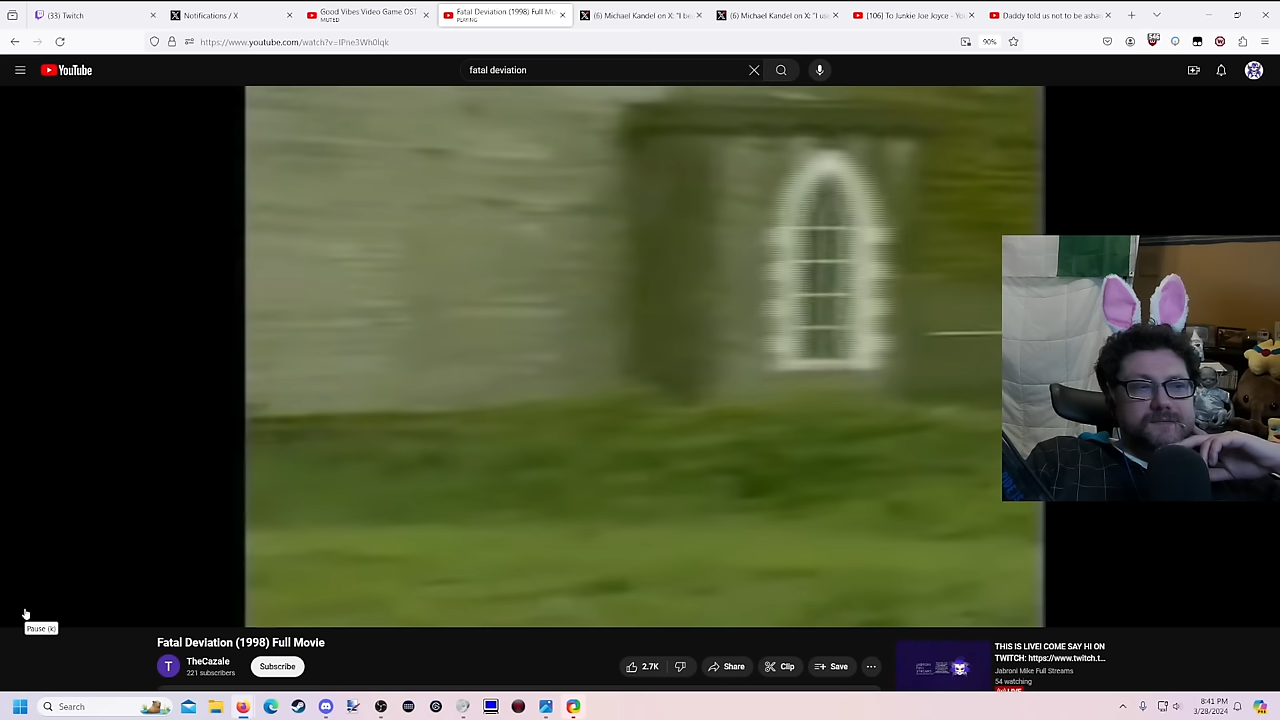 (33) Twitch
Notifications / X
Good Vibes Video Game OST
MUTED
Fatal Deviation (1998) Full Mo
PLAYING
(6) Michael Kandel on X: "I be
(6) Michael Kandel on X: "I use
[106] To Junkie Joe Joyce - Yo
Daddy told us not to be asha
https://www.youtube.com/watch?v=IPne3Wh0lqk
90%
YouTube
fatal deviation
Pause (k)
Fatal Deviation (1998) Full Movie
T
TheCazale
221 subscribers
Subscribe
2.7K
Share
Clip
Save
THIS IS LIVE! COME SAY HI ON
TWITCH: https://www.twitch.t...
Jabroni Mike Full Streams
54 watching
Search
8:41 PM
3/28/2024